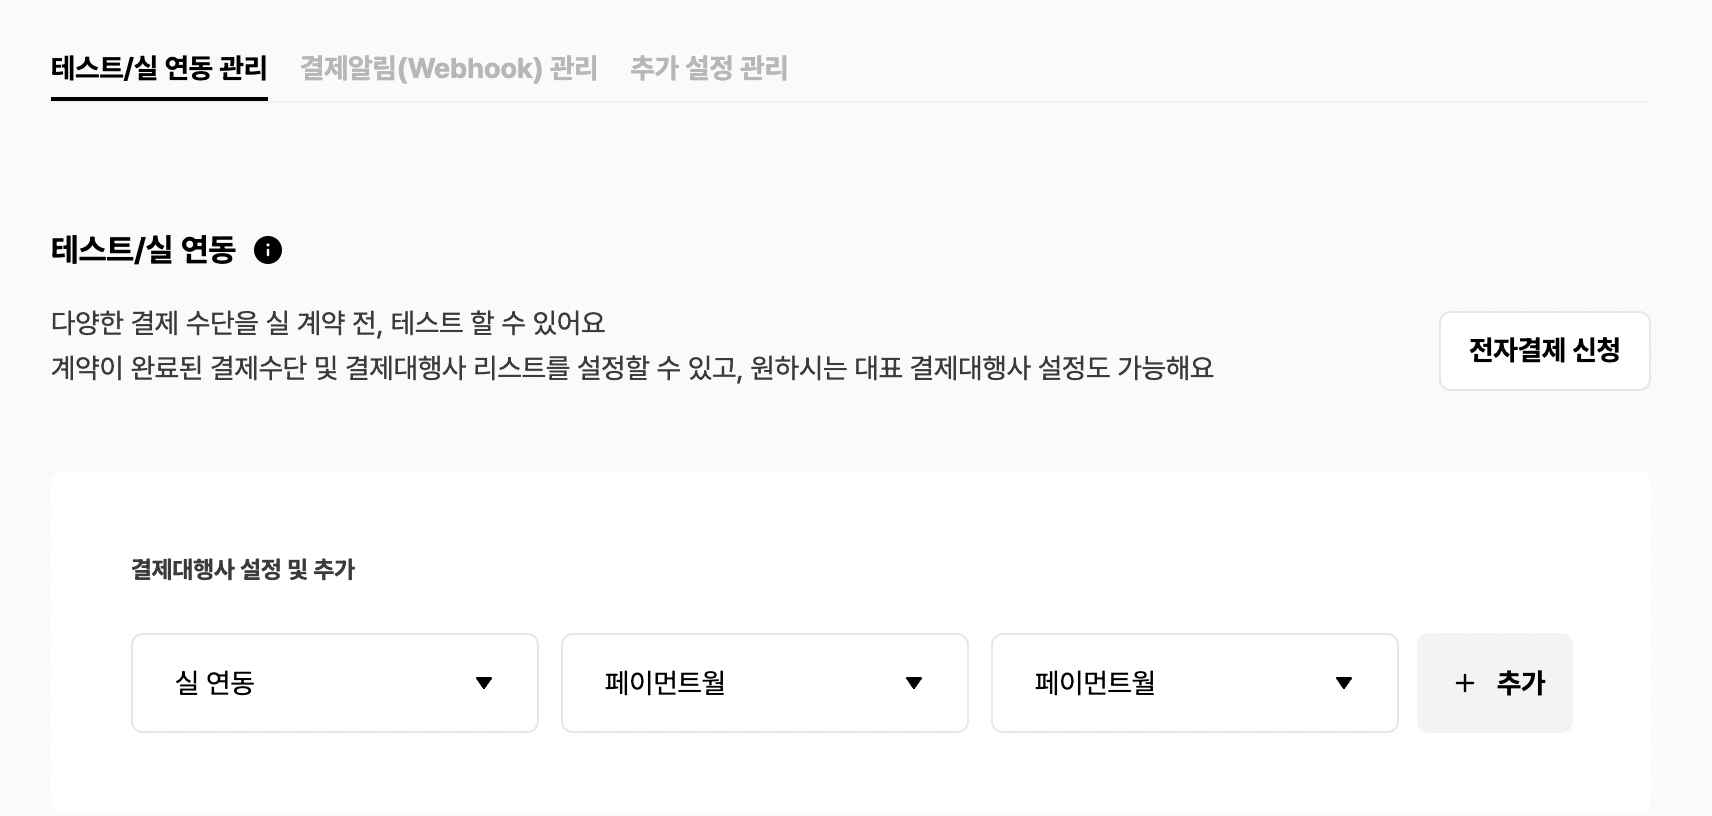 테스트/실 연동 관리 결제알림(Webhook) 관리 추가 설정 관리
테스트/실 연동
다양한 결제 수단을 실 계약 전, 테스트 할 수 있어요
계약이 완료된 결제수단 및 결제대행사 리스트를 설정할 수 있고, 원하시는 대표 결제대행사 설정도 가능해요
전자결제 신청
결제대행사 설정 및 추가
실 연동 페이먼트월 페이먼트월 + 추가